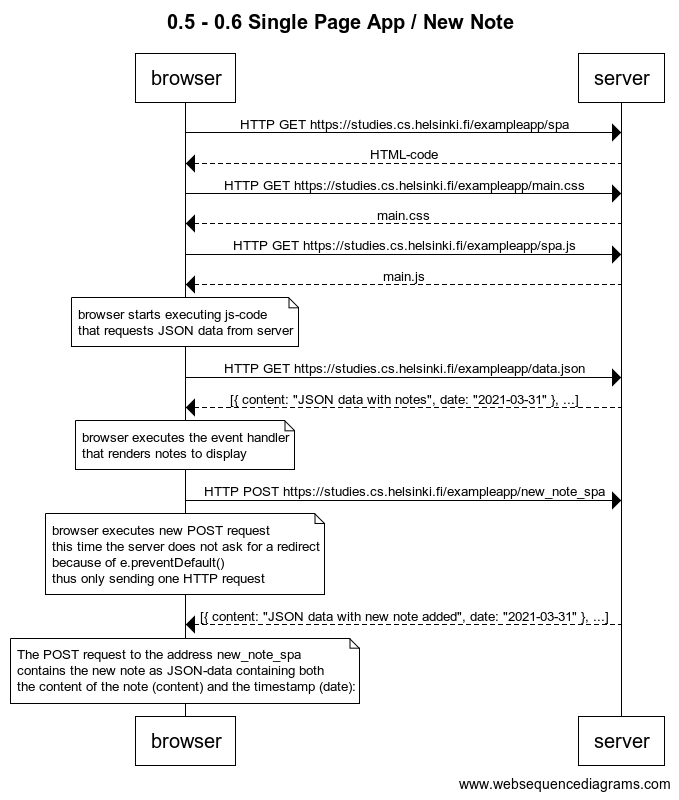 0.5 - 0.6 Single Page App / New Note
browser
server
HTTP GET https://studies.cs.helsinki.fi/exampleapp/spa
HTML-code
HTTP GET https://studies.cs.helsinki.fi/exampleapp/main.css
main.css
HTTP GET https://studies.cs.helsinki.fi/exampleapp/spa.js
main.js
browser starts executing js-code
that requests JSON data from server
HTTP GET https://studies.cs.helsinki.fi/exampleapp/data.json
[{ content: "JSON data with notes", date: "2021-03-31" }, ...]
browser executes the event handler
that renders notes to display
HTTP POST https://studies.cs.helsinki.fi/exampleapp/new_note_spa
browser executes new POST request
this time the server does not ask for a redirect
because of e.preventDefault()
thus only sending one HTTP request
[{ content: "JSON data with new note added", date: "2021-03-31" }, ...]
The POST request to the address new_note_spa
contains the new note as JSON-data containing both
the content of the note (content) and the timestamp (date):
browser
server
www.websequencediagrams.com